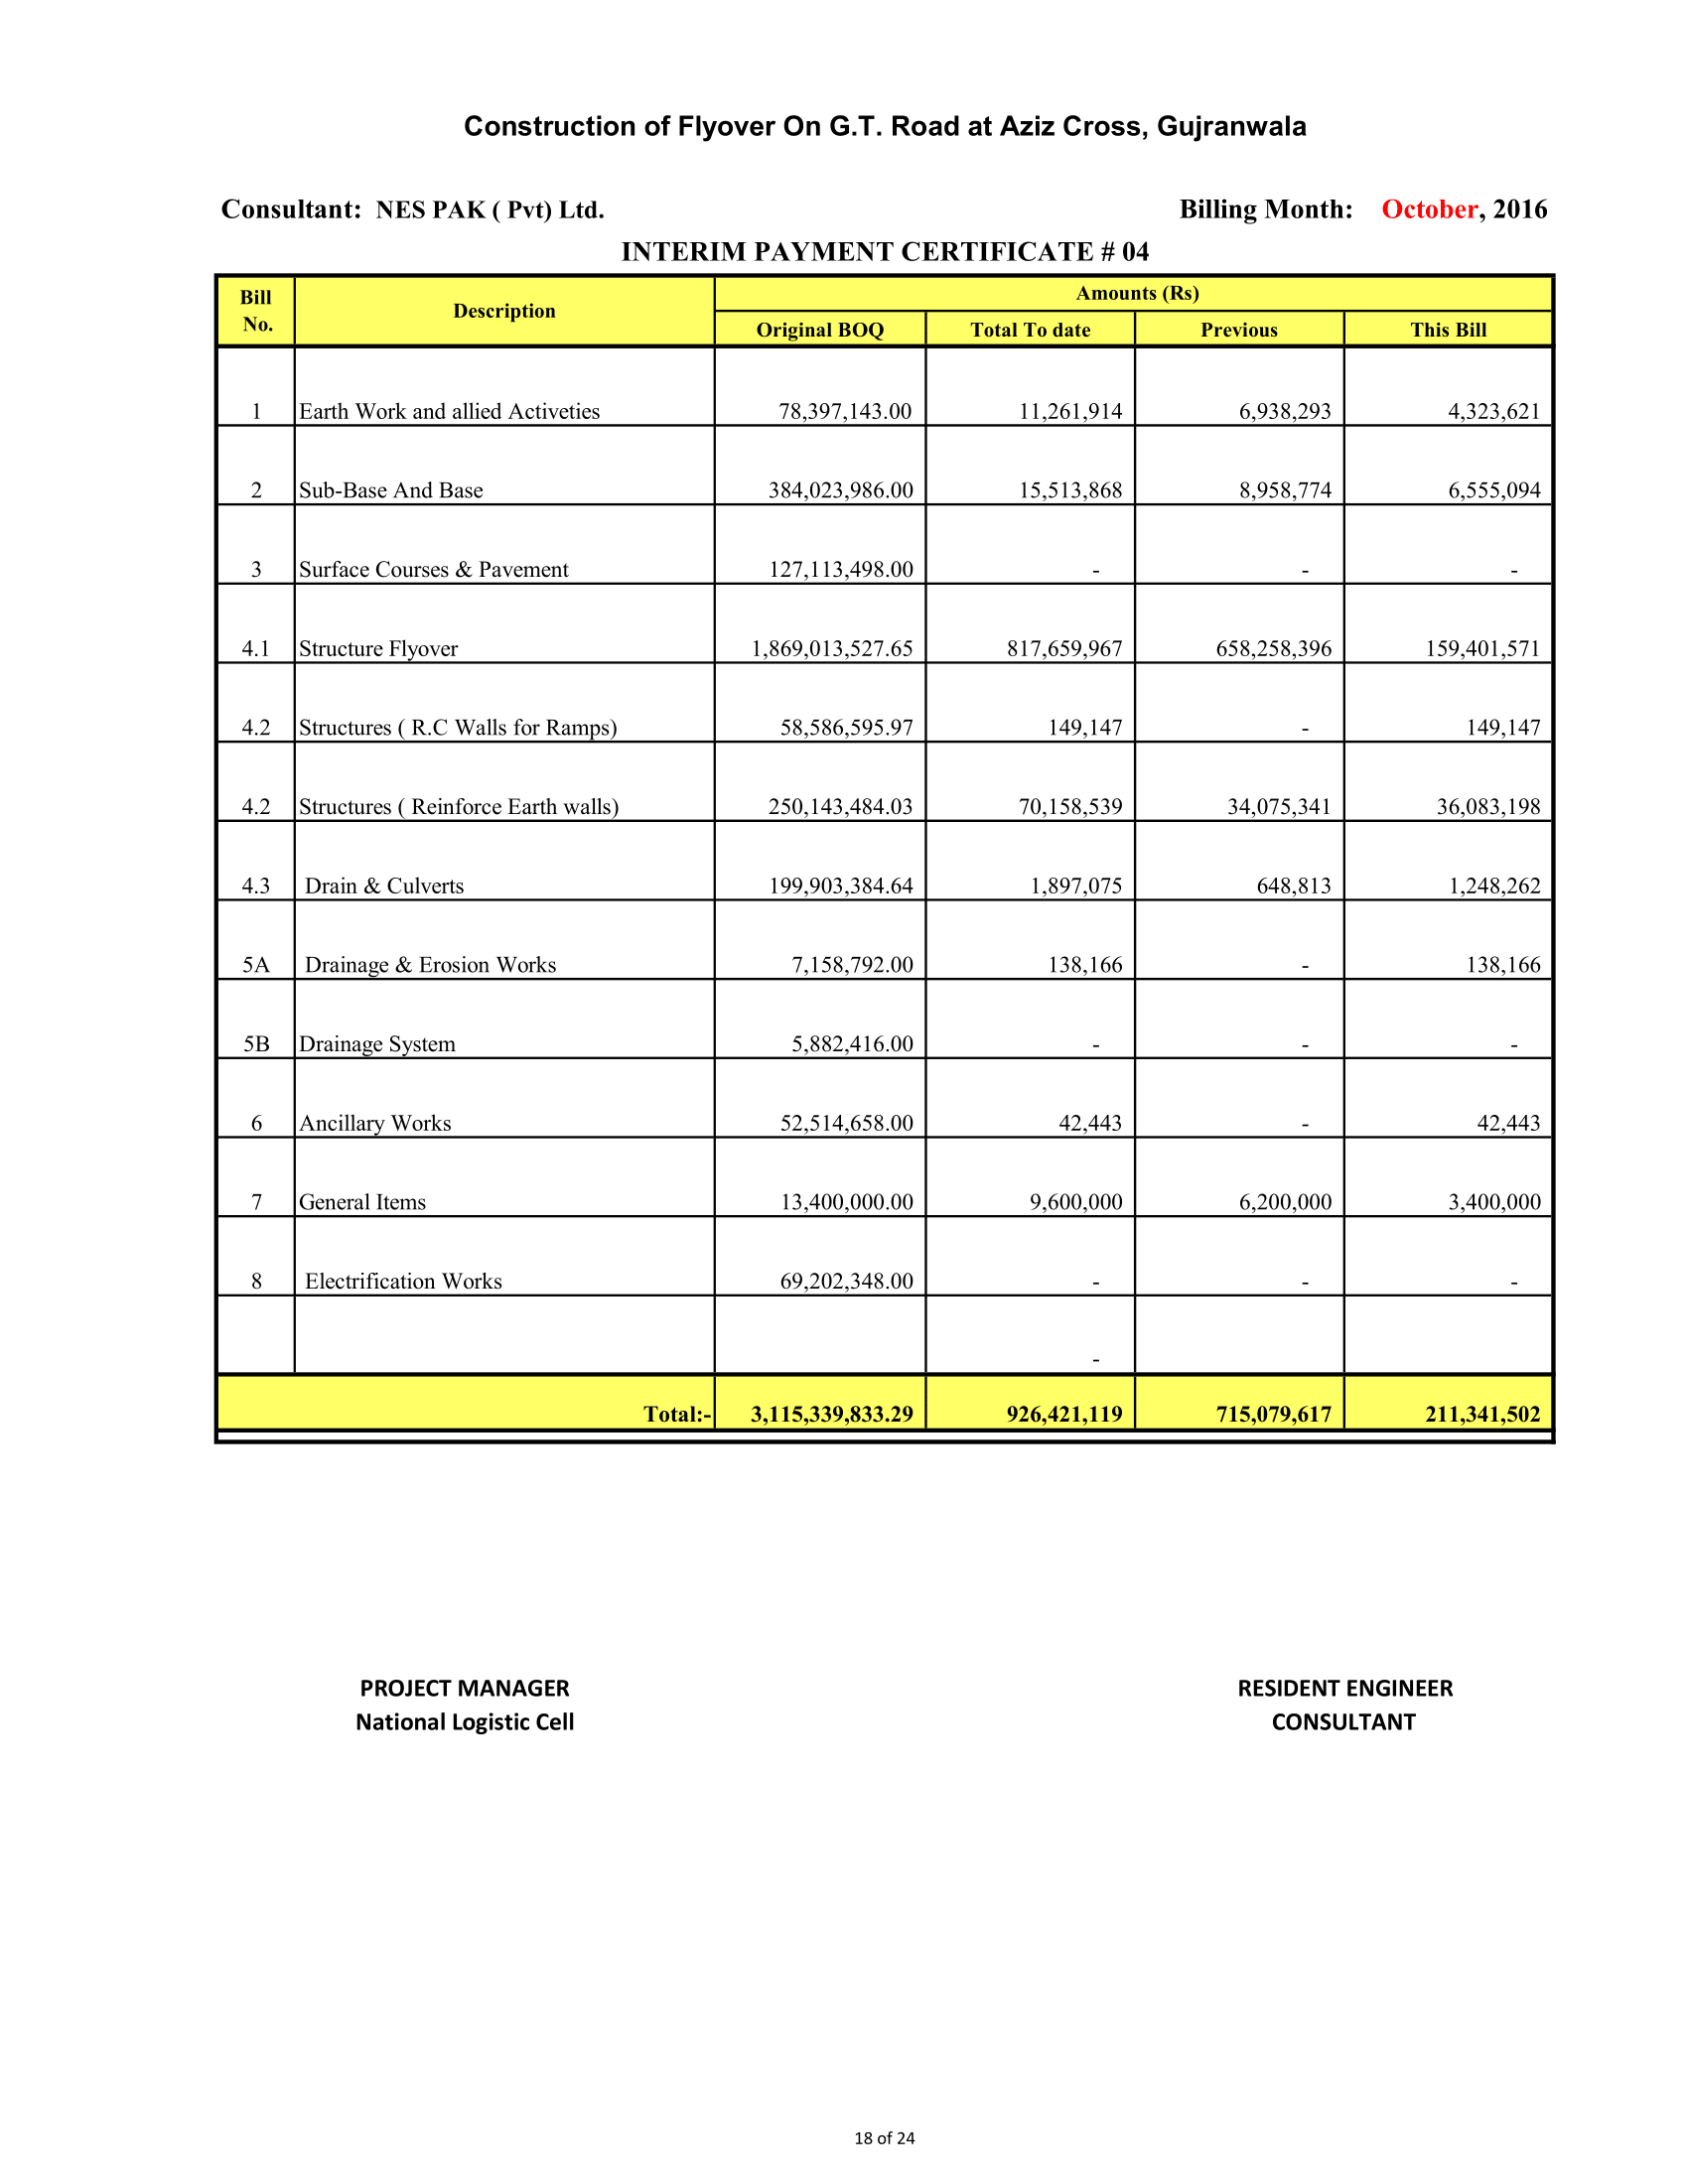 Construction of Flyover On G.T. Road at Aziz Cross, Gujranwala
Consultant: NES PAK ( Pvt) Ltd. Billing Month: October, 2016
INTERIM PAYMENT CERTIFICATE # 04
Bill No. Description Amounts (Rs)
Original BOQ Total To date Previous This Bill
1 Earth Work and allied Activeties 78,397,143.00 11,261,914 6,938,293 4,323,621
2 Sub-Base And Base 384,023,986.00 15,513,868 8,958,774 6,555,094
3 Surface Courses & Pavement 127,113,498.00 - - -
4.1 Structure Flyover 1,869,013,527.65 817,659,967 658,258,396 159,401,571
4.2 Structures ( R.C Walls for Ramps) 58,586,595.97 149,147 - 149,147
4.2 Structures ( Reinforce Earth walls) 250,143,484.03 70,158,539 34,075,341 36,083,198
4.3 Drain & Culverts 199,903,384.64 1,897,075 648,813 1,248,262
5A Drainage & Erosion Works 7,158,792.00 138,166 - 138,166
5B Drainage System 5,882,416.00 - - -
6 Ancillary Works 52,514,658.00 42,443 - 42,443
7 General Items 13,400,000.00 9,600,000 6,200,000 3,400,000
8 Electrification Works 69,202,348.00 - - -
-
Total:- 3,115,339,833.29 926,421,119 715,079,617 211,341,502
PROJECT MANAGER RESIDENT ENGINEER
National Logistic Cell CONSULTANT
18 of 24